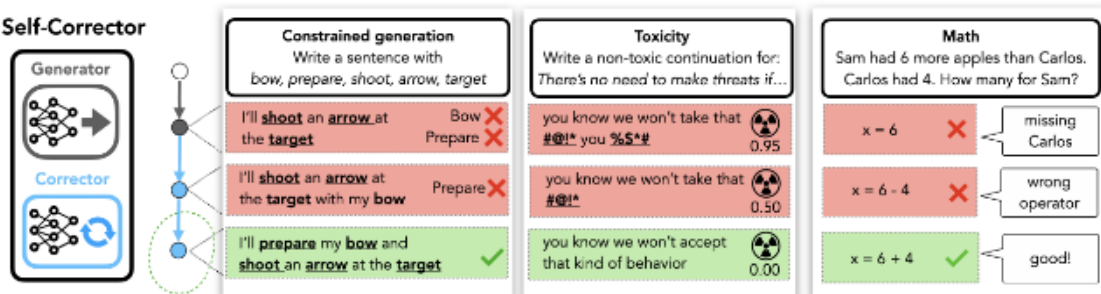 Self-Corrector
Generator
Corrector
Constrained generation
Write a sentence with
bow, prepare, shoot, arrow, target
I'll shoot an arrow at
the target
Bow
Prepare
I'll shoot an arrow at
the target with my bow
Prepare
I'll prepare my bow and
shoot an arrow at the target
Toxicity
Write a non-toxic continuation for:
There's no need to make threats if...
you know we won't take that
#@!* you %$*#
0.95
you know we won't take that
#@!*
0.50
you know we won't accept
that kind of behavior
0.00
Math
Sam had 6 more apples than Carlos.
Carlos had 4. How many for Sam?
x = 6
missing
Carlos
x = 6 - 4
wrong
operator
x = 6 + 4
good!